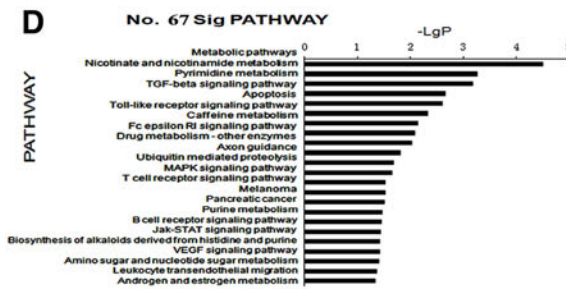 D
No. 67 Sig PATHWAY
-LgP
0 1 2 3 4 5
PATHWAY
Metabolic pathways
Nicotinate and nicotinamide metabolism
Pyrimidine metabolism
TGF-beta signaling pathway
Apoptosis
Toll-like receptor signaling pathway
Caffeine metabolism
Fc epsilon RI signaling pathway
Drug metabolism - other enzymes
Axon guidance
Ubiquitin mediated proteolysis
MAPK signaling pathway
T cell receptor signaling pathway
Melanoma
Pancreatic cancer
Purine metabolism
B cell receptor signaling pathway
Jak-STAT signaling pathway
Biosynthesis of alkaloids derived from histidine and purine
VEGF signaling pathway
Amino sugar and nucleotide sugar metabolism
Leukocyte transendothelial migration
Androgen and estrogen metabolism